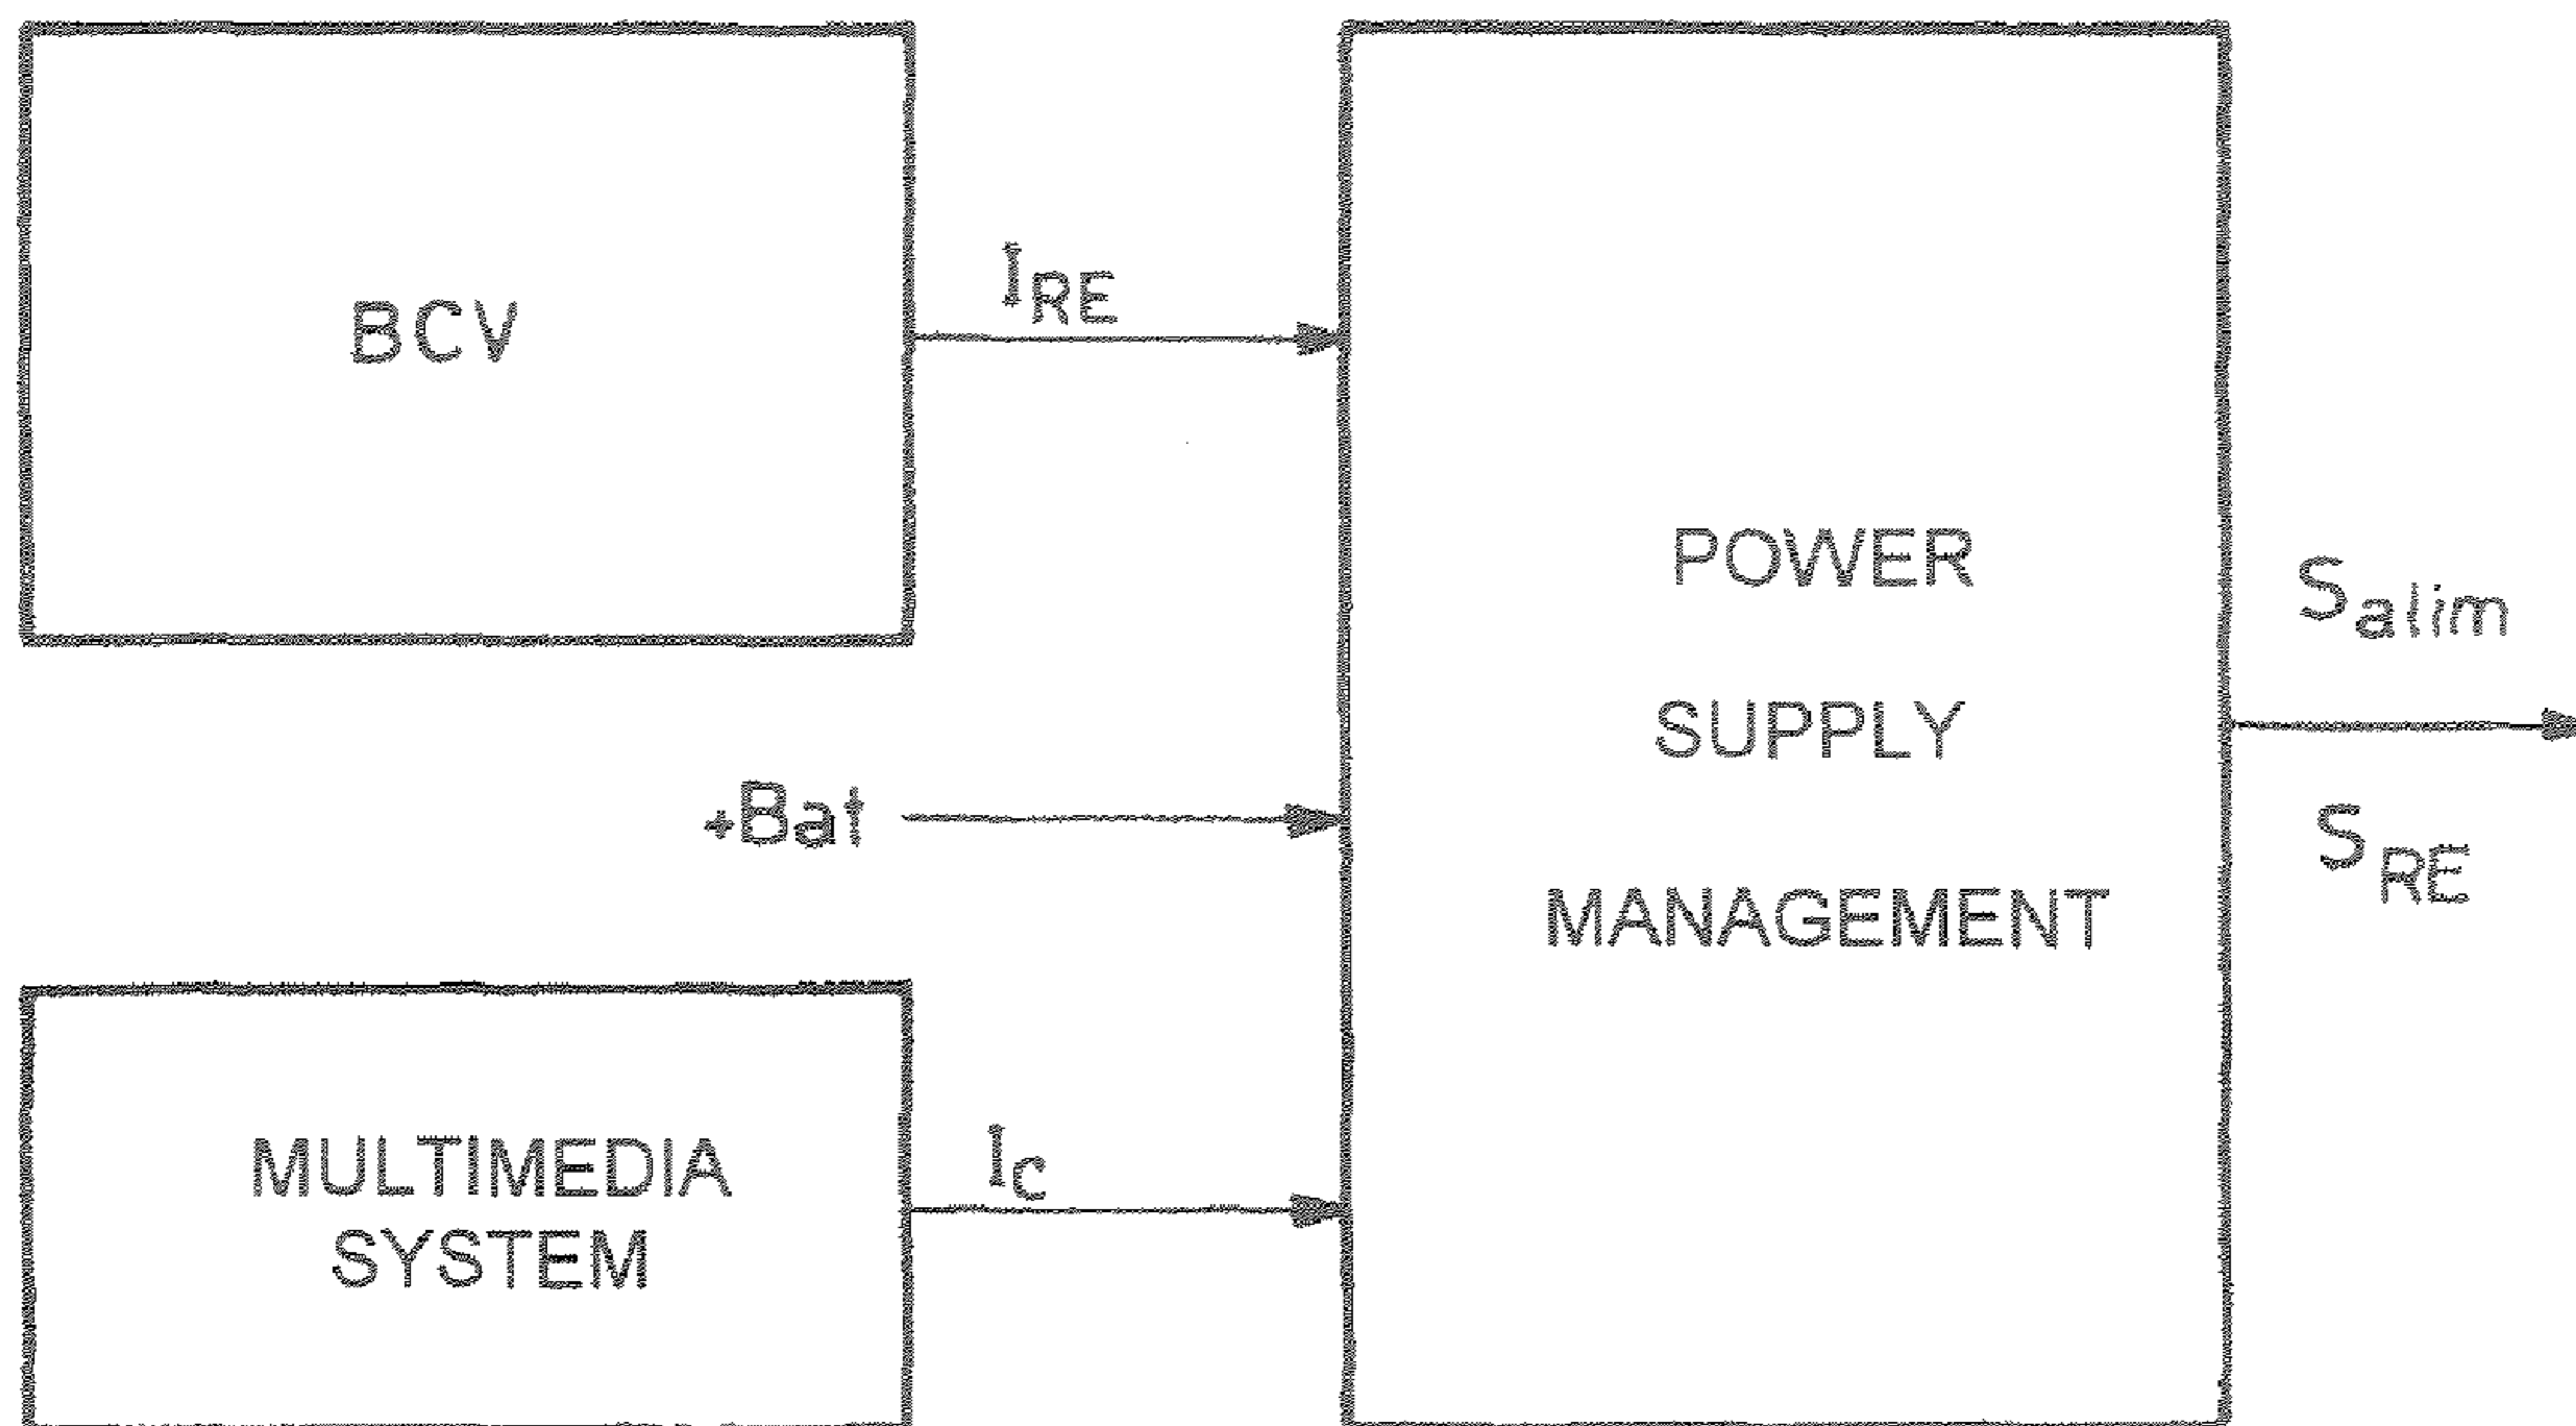 BCV
I_RE
+Bat
MULTIMEDIA
SYSTEM
I_C
POWER
SUPPLY
MANAGEMENT
S_alim
S_RE